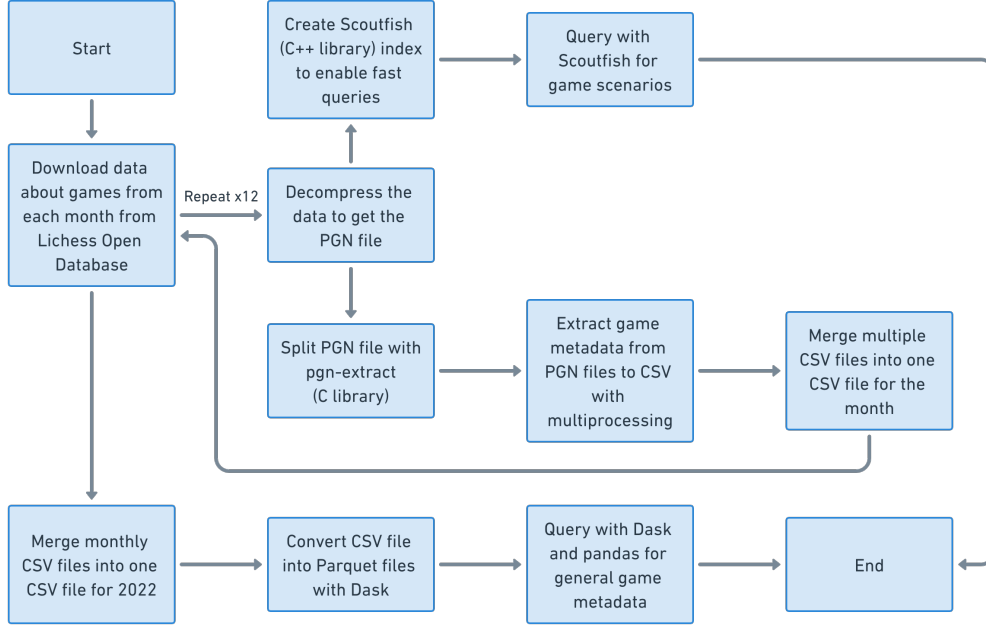 Start
Create Scoutfish
(C++ library) index
to enable fast
queries
Query with
Scoutfish for
game scenarios
Download data
about games from
each month from
Lichess Open
Database
Repeat x12
Decompress the
data to get the
PGN file
Split PGN file with
pgn-extract
(C library)
Extract game
metadata from
PGN files to CSV
with
multiprocessing
Merge multiple
CSV files into one
CSV file for the
month
Merge monthly
CSV files into one
CSV file for 2022
Convert CSV file
into Parquet files
with Dask
Query with Dask
and pandas for
general game
metadata
End